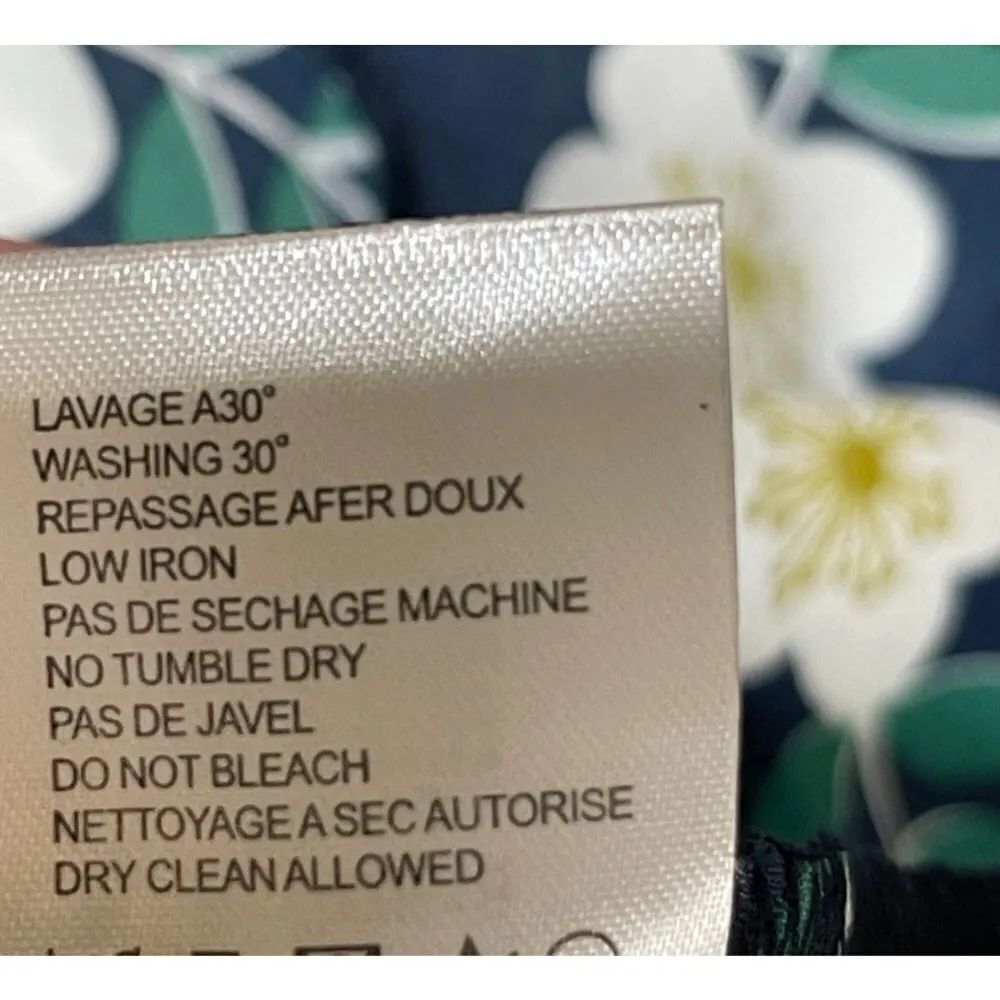 LAVAGE A30°
WASHING 30°
REPASSAGE AFER DOUX
LOW IRON
PAS DE SECHAGE MACHINE
NO TUMBLE DRY
PAS DE JAVEL
DO NOT BLEACH
NETTOYAGE A SEC AUTORISE
DRY CLEAN ALLOWED